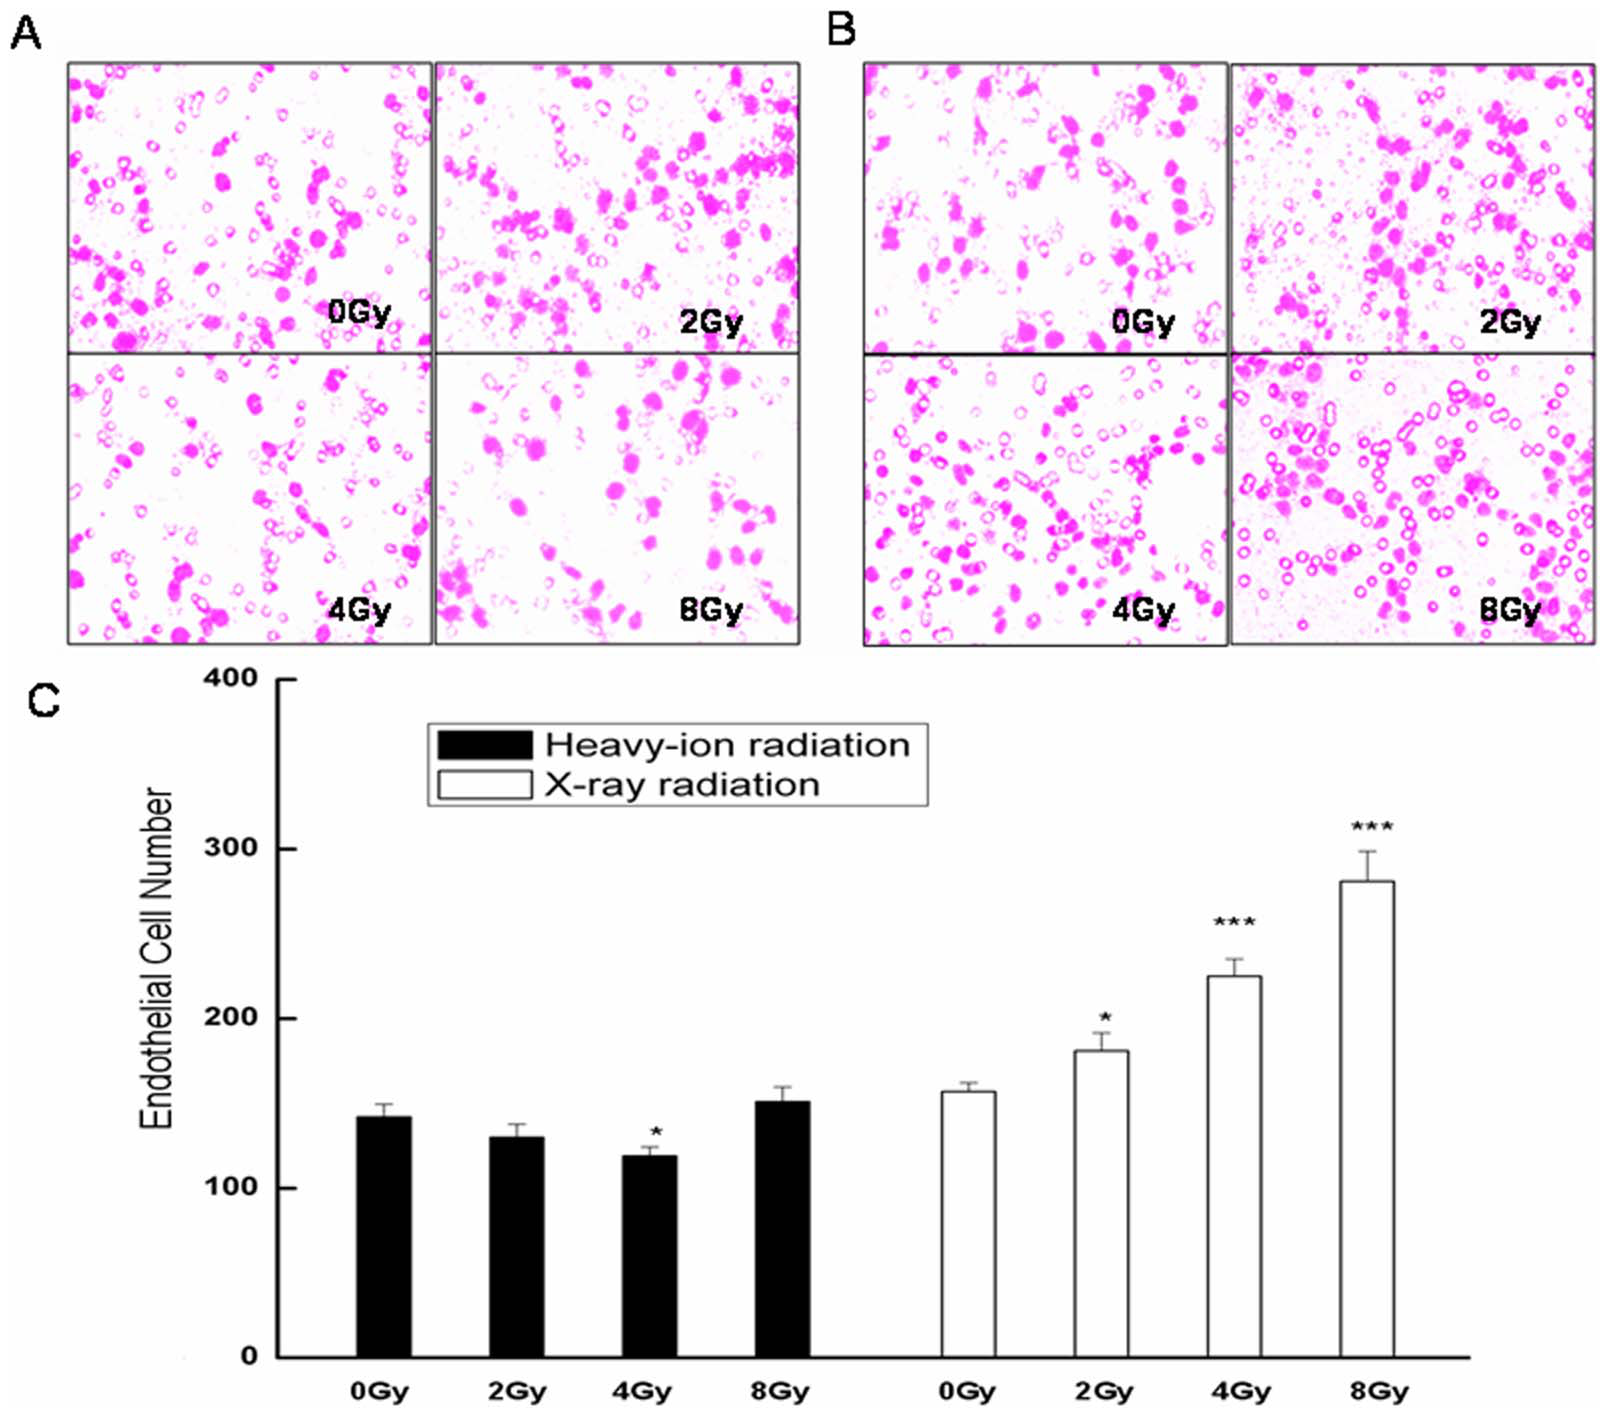 A
B
0Gy
2Gy
0Gy
2Gy
4Gy
8Gy
4Gy
8Gy
C
400
300
200
100
0
Endothelial Cell Number
Heavy-ion radiation
X-ray radiation
*
*
***
***
0Gy 2Gy 4Gy 8Gy 0Gy 2Gy 4Gy 8Gy